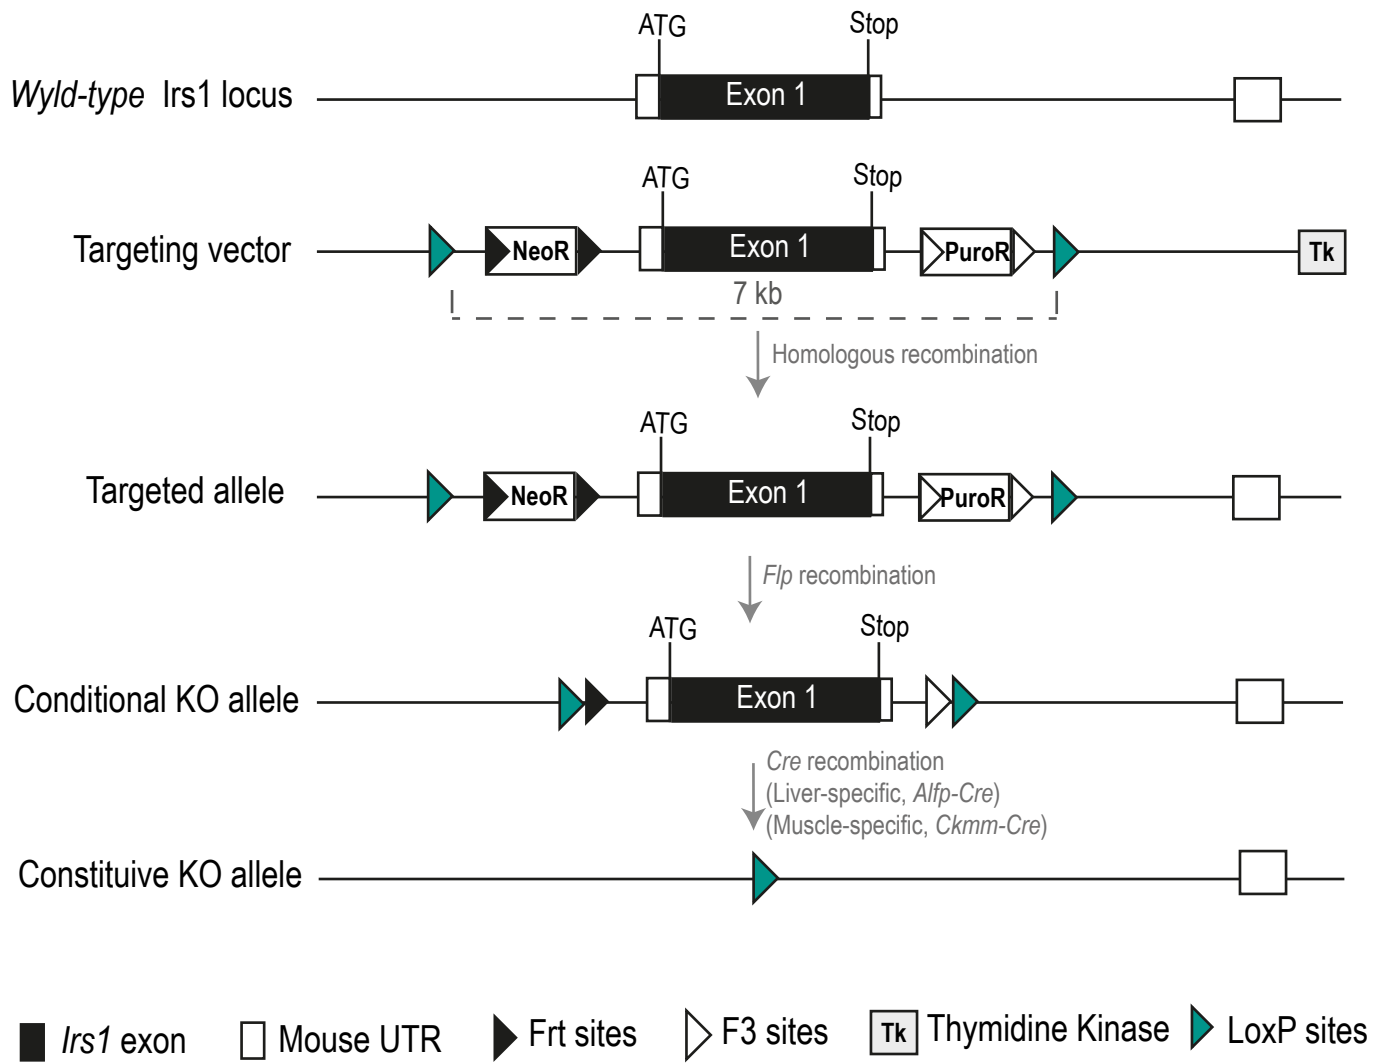 ATG Stop
Wyld-type Irs1 locus Exon 1
ATG Stop
Targeting vector NeoR Exon 1 PuroR Tk
7 kb
Homologous recombination
ATG Stop
Targeted allele NeoR Exon 1 PuroR
Flp recombination
ATG Stop
Conditional KO allele Exon 1
Cre recombination
(Liver-specific, Alfp-Cre)
(Muscle-specific, Ckmm-Cre)
Constituive KO allele
Irs1 exon Mouse UTR Frt sites F3 sites Tk Thymidine Kinase LoxP sites